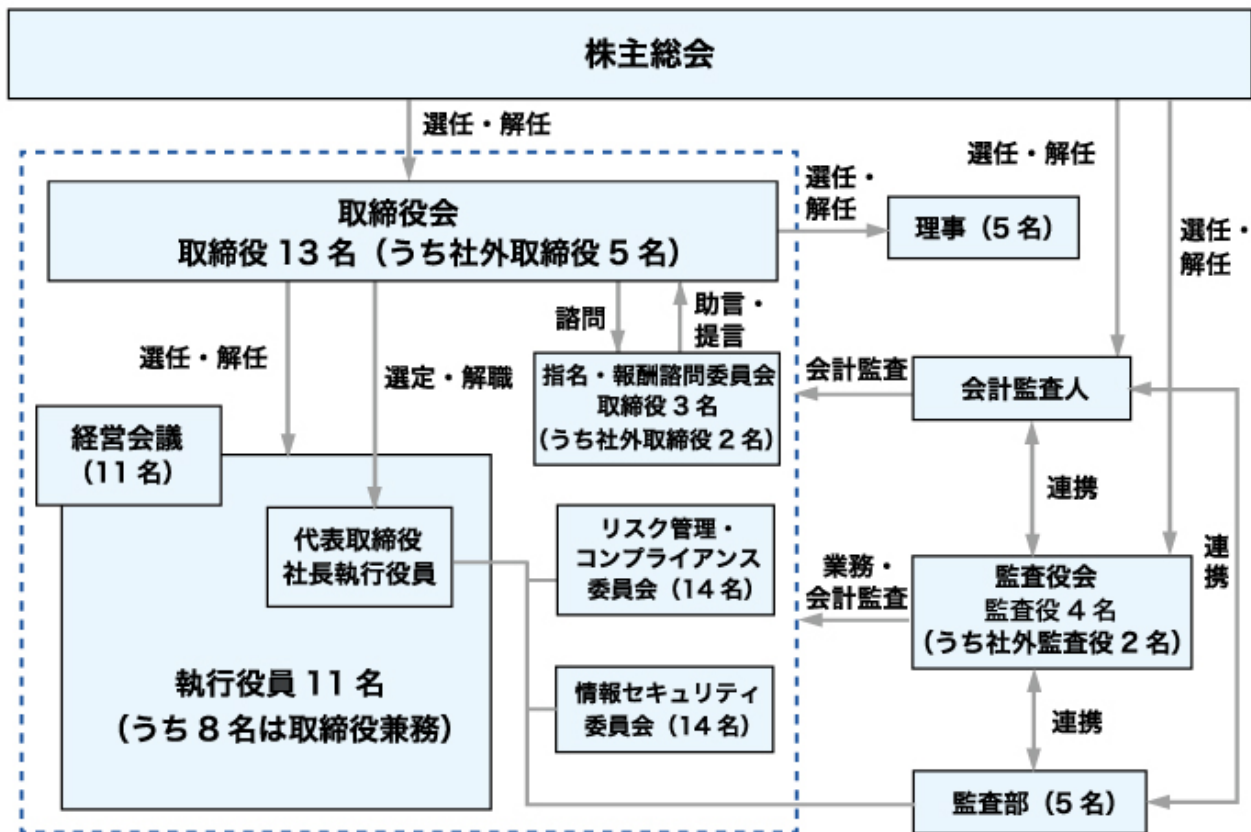 株主総会
選任・解任
選任・解任
選任・
解任
選任・
解任
取締役会
取締役 13 名（うち社外取締役 5 名）
理事（5 名）
選任・解任
選定・解職
諮問
助言・
提言
指名・報酬諮問委員会
取締役 3 名
（うち社外取締役 2 名）
会計監査
会計監査人
経営会議
（11 名）
代表取締役
社長執行役員
執行役員 11 名
（うち 8 名は取締役兼務）
リスク管理・
コンプライアンス
委員会（14 名）
情報セキュリティ
委員会（14 名）
連携
業務・
会計監査
監査役会
監査役 4 名
（うち社外監査役 2 名）
連携
連携
監査部（5 名）